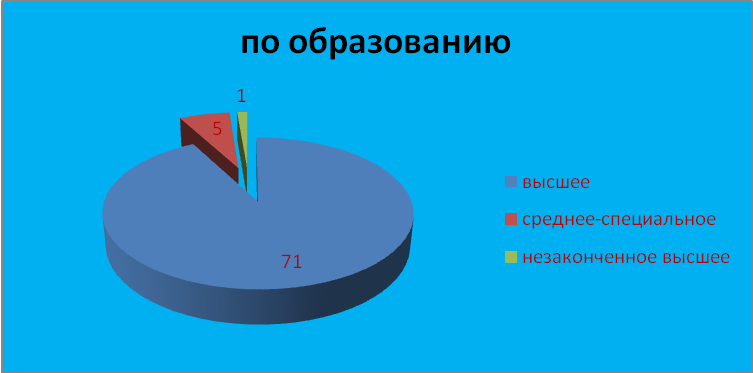 по образованию
1
5
71
высшее
среднее-специальное
незаконченное высшее